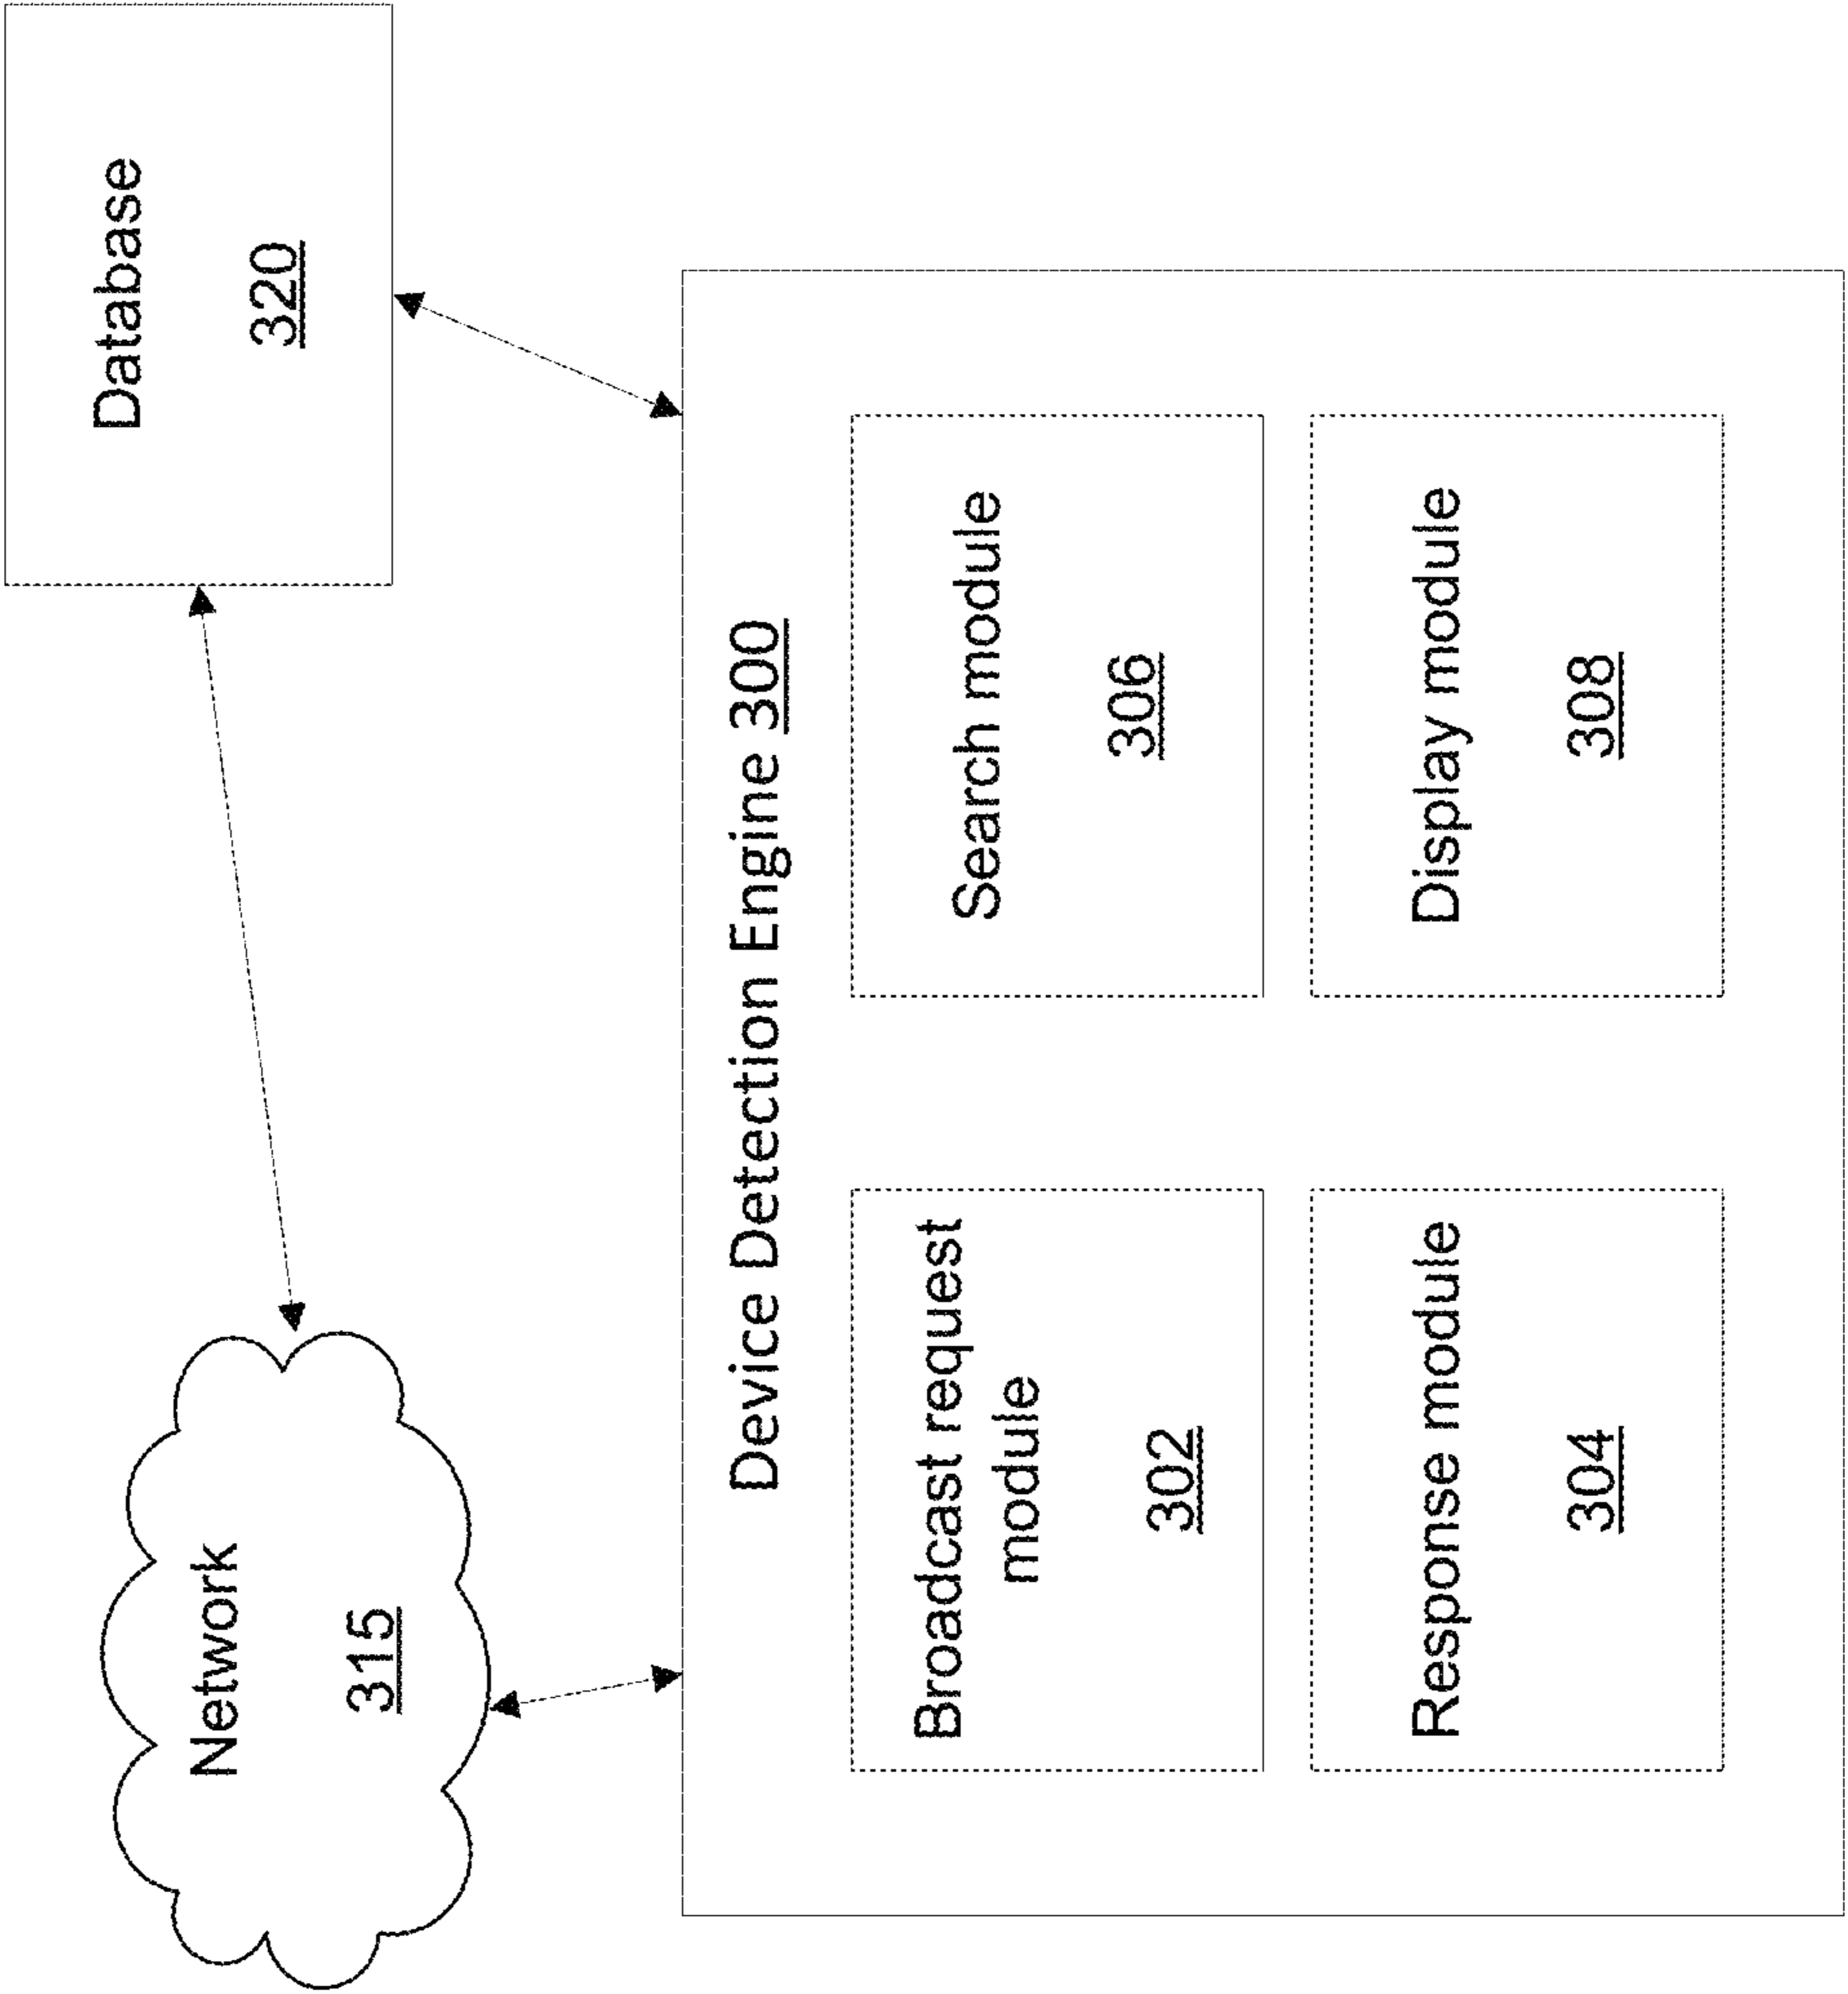 Network
315
Database
320
Device Detection Engine 300
Broadcast request
module
302
Search module
306
Response module
304
Display module
308